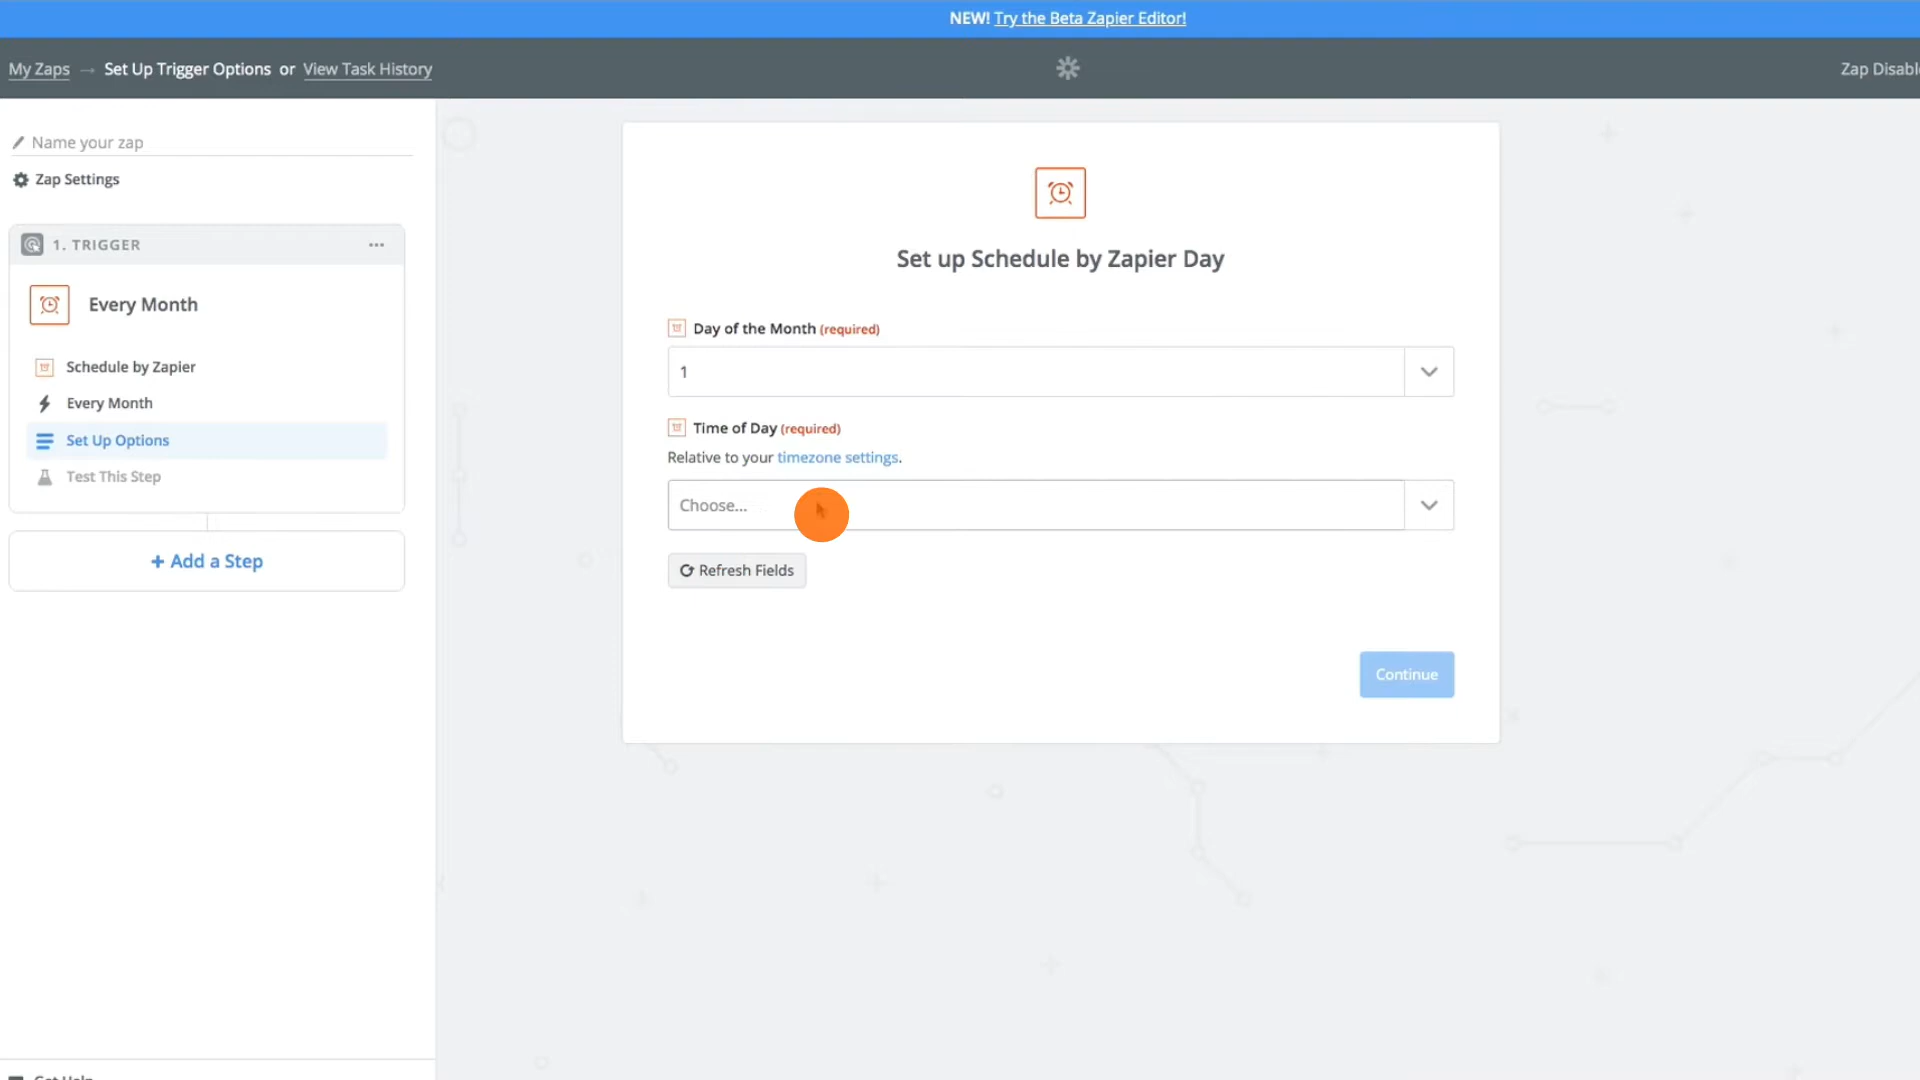 NEW! Try the Beta Zapier Editor!
My Zaps → Set Up Trigger Options or View Task History
Zap Disabl
Name your zap
Zap Settings
1. TRIGGER
Every Month
Schedule by Zapier
Every Month
Set Up Options
Test This Step
+ Add a Step
Set up Schedule by Zapier Day
Day of the Month (required)
1
Time of Day (required)
Relative to your timezone settings.
Choose...
Refresh Fields
Continue
Get Help